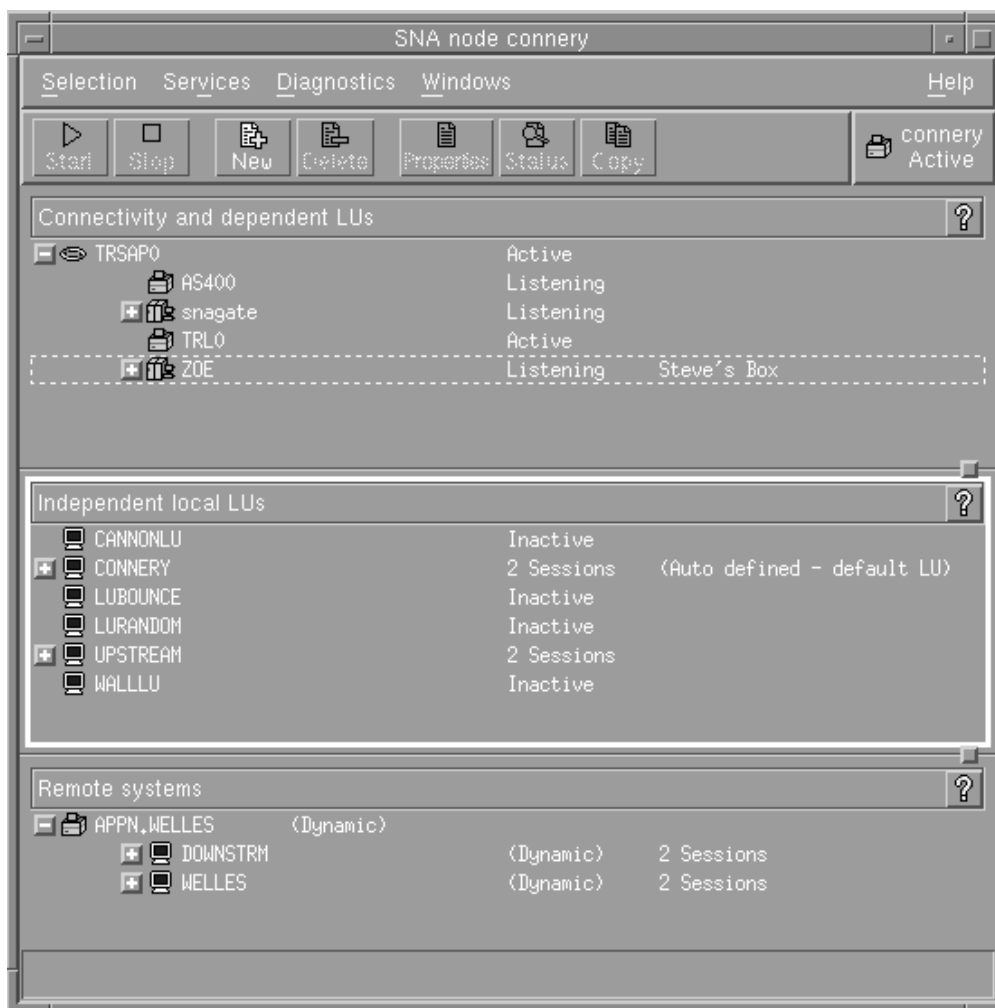 SNA node connery
Selection Services Diagnostics Windows Help
Start Stop New Delete Properties Status Copy connery Active
Connectivity and dependent LUs ?
TRSAP0 Active
AS400 Listening
snagate Listening
TRL0 Active
ZOE Listening Steve's Box
Independent local LUs ?
CANNONLU Inactive
CONNERY 2 Sessions (Auto defined - default LU)
LUBOUNCE Inactive
LURANDOM Inactive
UPSTREAM 2 Sessions
WALLLU Inactive
Remote systems ?
APPN.WELLES (Dynamic)
DOWNSTRM (Dynamic) 2 Sessions
WELLES (Dynamic) 2 Sessions